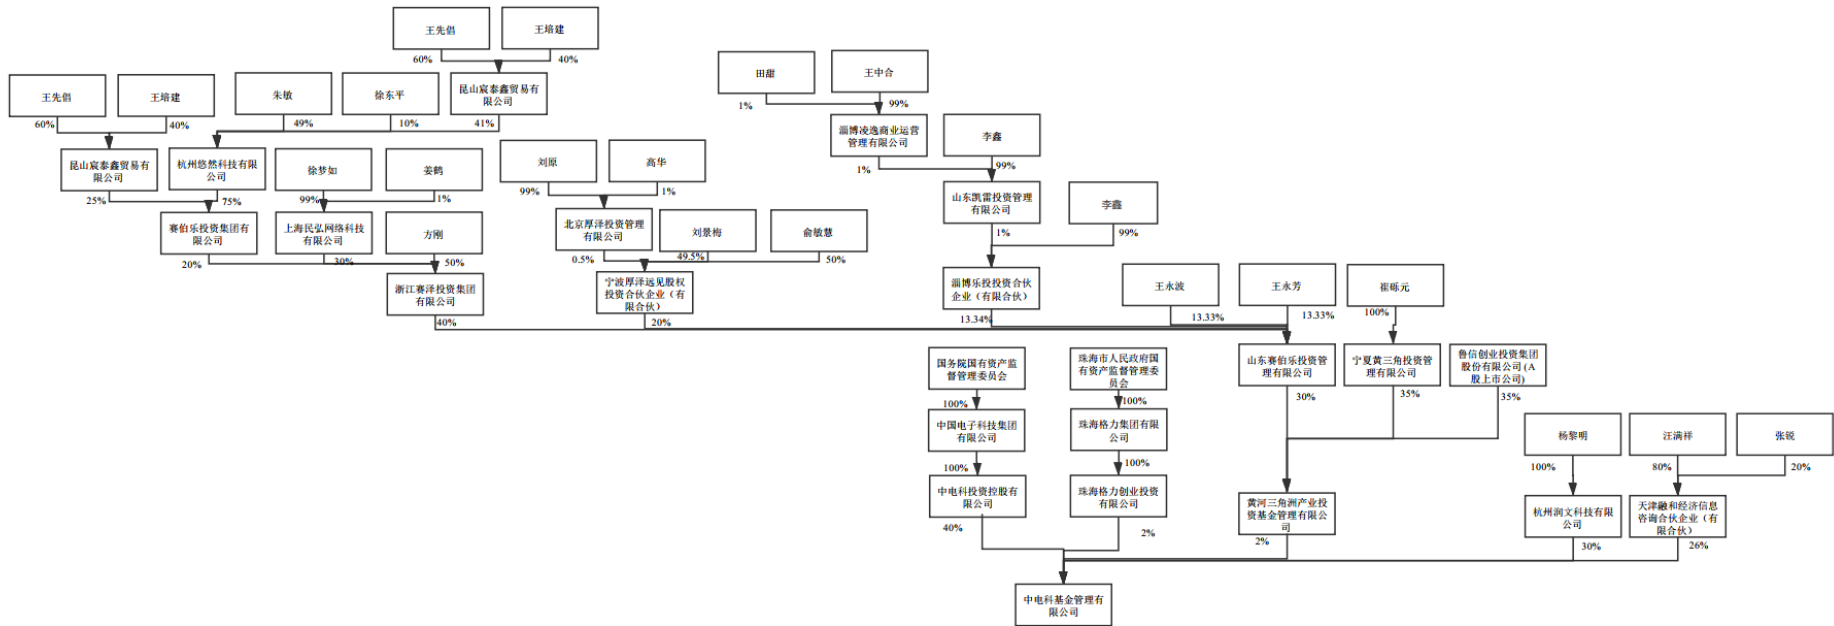 王先倡
王培建
60%
40%
田甜
王中合
王先倡
王培建
朱敏
徐东平
昆山宸泰鑫贸易有
限公司
1%
99%
60%
40%
49%
10%
41%
淄博凌逸商业运营
管理有限公司
李鑫
昆山宸泰鑫贸易有
限公司
杭州悠然科技有限
公司
徐梦如
姜鹤
刘原
高华
1%
99%
25%
75%
99%
1%
99%
1%
山东凯雷投资管理
有限公司
李鑫
赛伯乐投资集团有
限公司
上海民弘网络科技
有限公司
方刚
北京厚泽投资管理
有限公司
刘景梅
俞敏慧
1%
99%
20%
30%
50%
0.5%
49.5%
50%
浙江赛泽投资集团
有限公司
宁波厚泽远见股权
投资合伙企业（有
限合伙）
淄博乐投投资合伙
企业（有限合伙）
王永波
王永芳
崔砾元
40%
20%
13.34%
13.33%
13.33%
100%
国务院国有资产监
督管理委员会
珠海市人民政府国
有资产监督管理委
员会
山东赛伯乐投资管
理有限公司
宁夏黄三角投资管
理有限公司
鲁信创业投资集团
股份有限公司 (A
股上市公司)
100%
100%
30%
35%
35%
中国电子科技集团
有限公司
珠海格力集团有限
公司
杨黎明
汪满祥
张锐
100%
100%
100%
80%
20%
中电科投资控股有
限公司
珠海格力创业投资
有限公司
黄河三角洲产业投
资基金管理有限公
司
杭州润文科技有限
公司
天津融和经济信息
咨询合伙企业（有
限合伙）
40%
2%
2%
30%
26%
中电科基金管理有
限公司